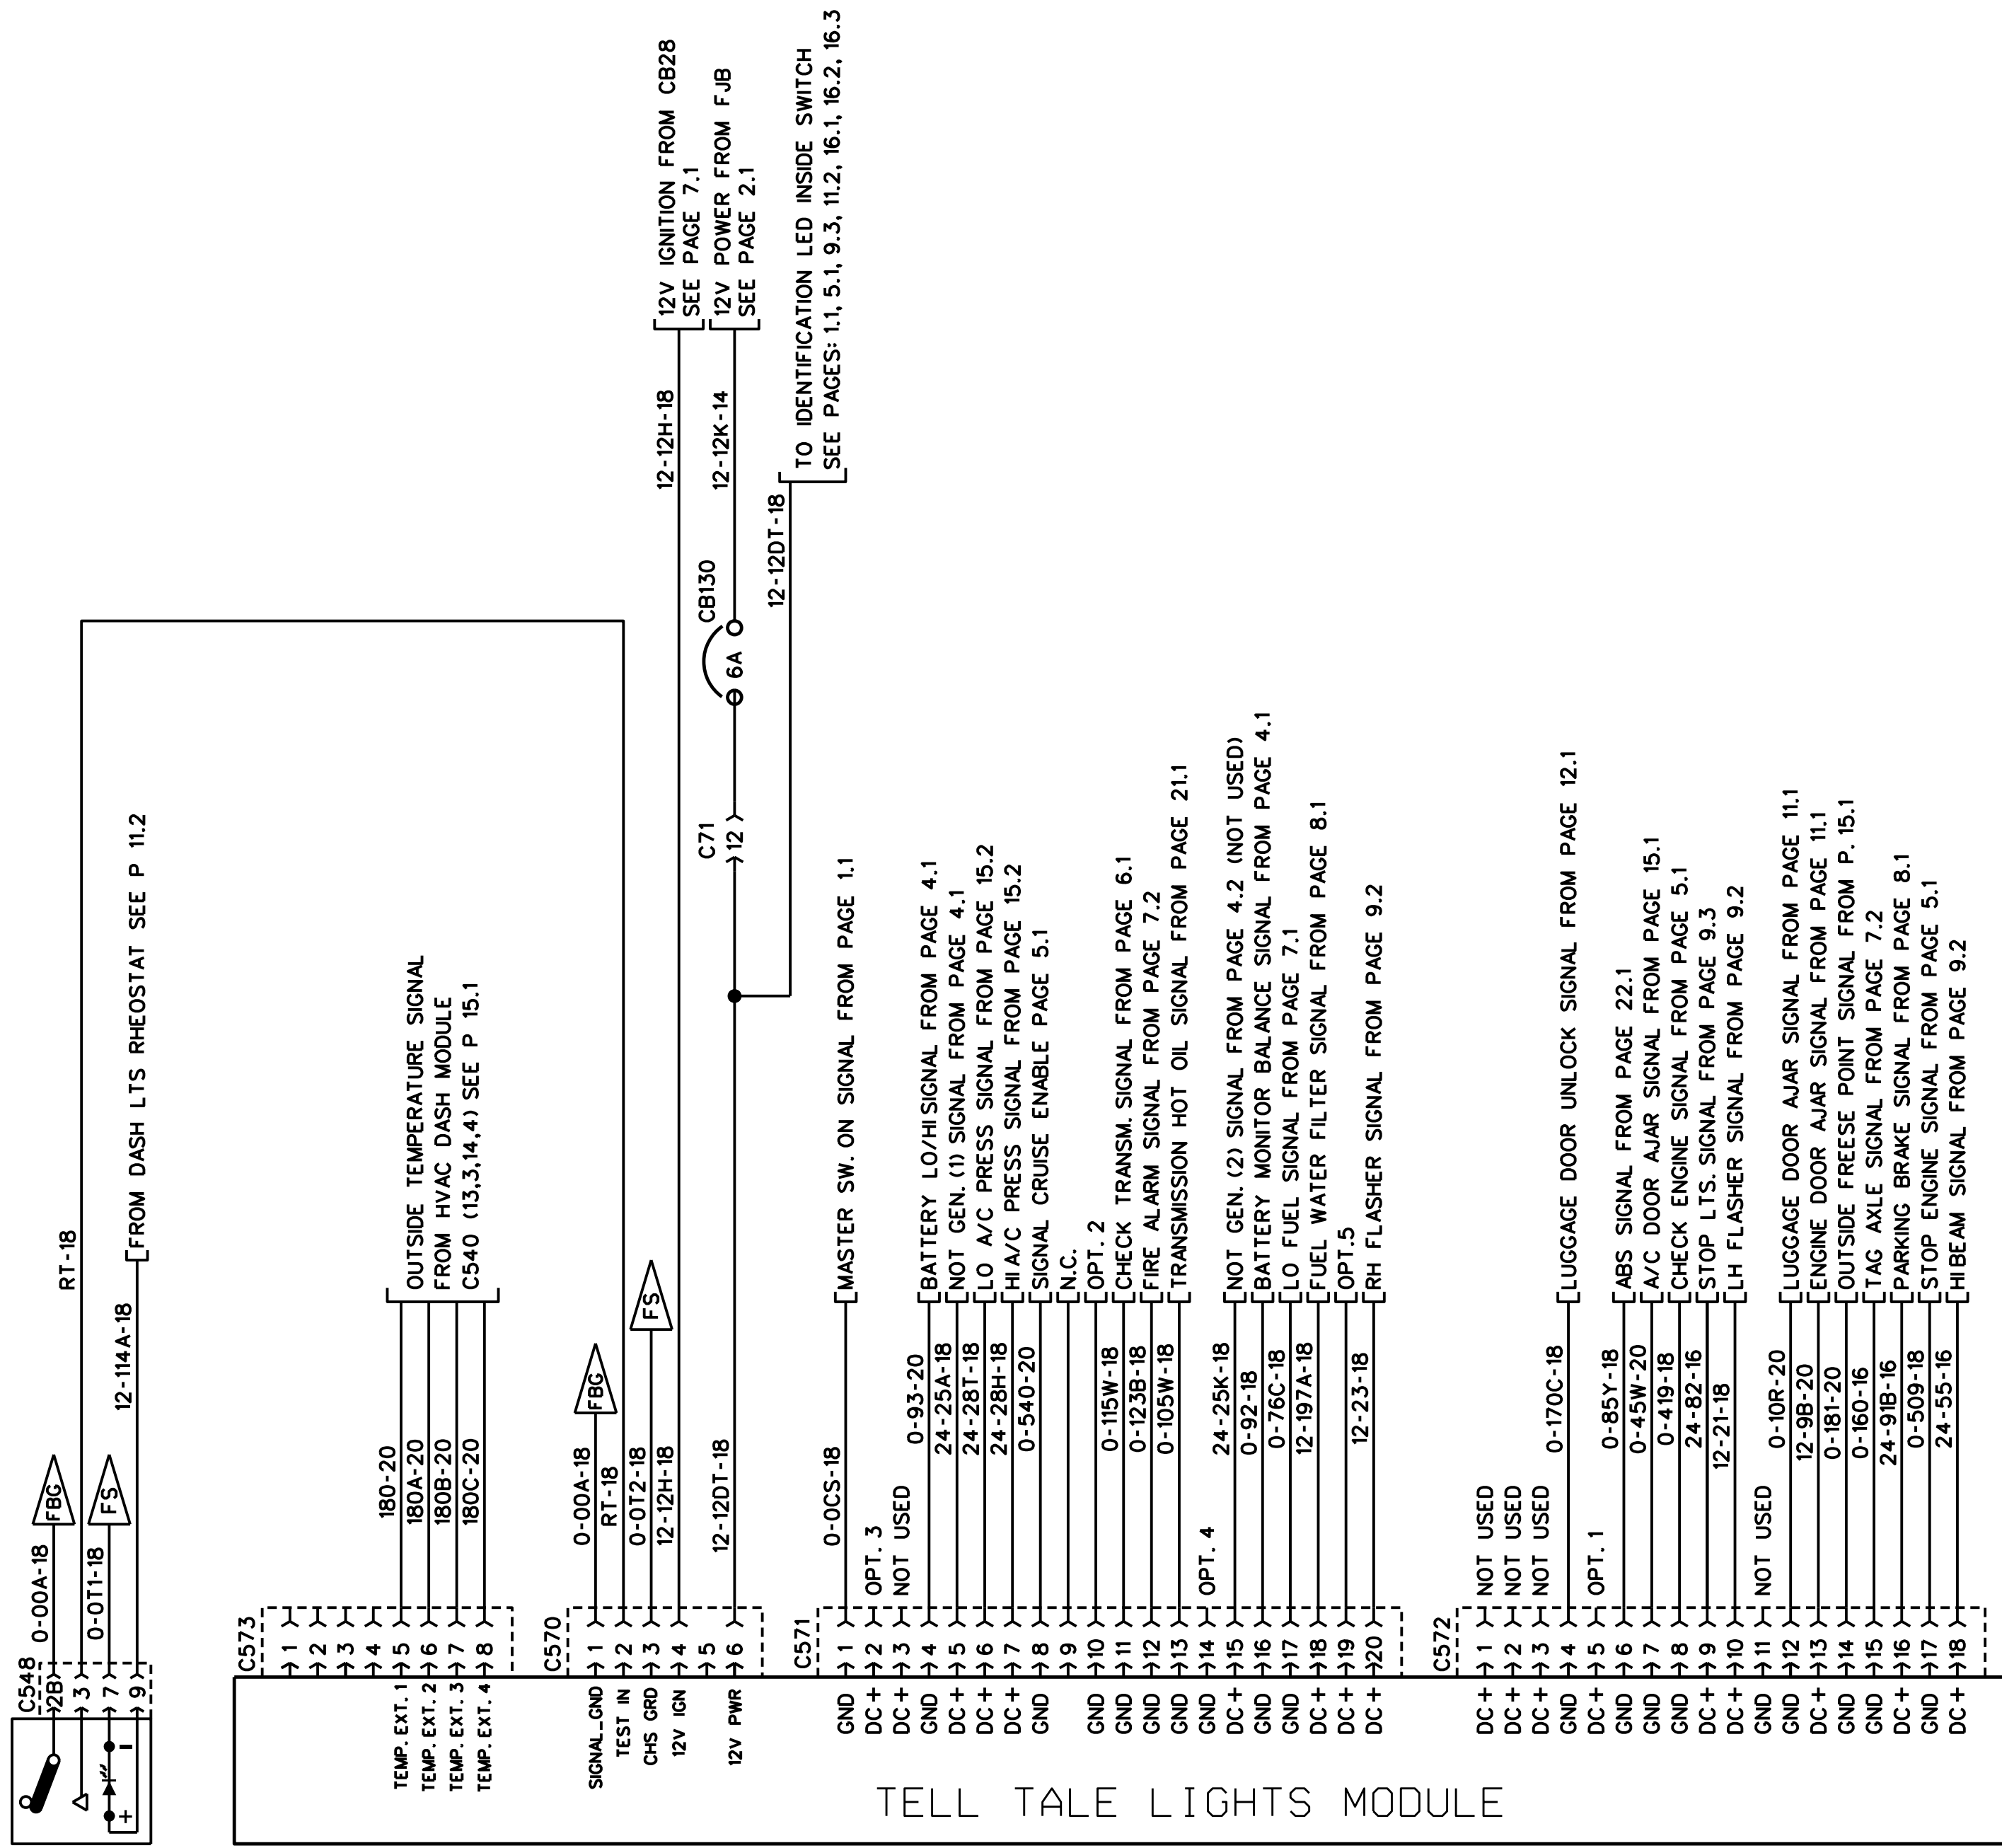 C548
2B
3
7
9
0-00A-18
FBG
RT-18
0-0T1-18
FS
12-114A-18
FROM DASH LTS RHEOSTAT SEE P 11.2
+
-
C573
1
2
3
4
5
6
7
8
TEMP. EXT. 1
TEMP. EXT. 2
TEMP. EXT. 3
TEMP. EXT. 4
180-20
180A-20
180B-20
180C-20
OUTSIDE TEMPERATURE SIGNAL
FROM HVAC DASH MODULE
C540 (13,3,14,4) SEE P 15.1
C570
SIGNAL_GND 1 0-00A-18 FBG
TEST IN 2 RT-18
CHS GRD 3 0-0T2-18 FS
12V IGN 4 12-12H-18 12-12H-18
12V IGNITION FROM CB28
SEE PAGE 7.1
5
12V PWR 6 12-12DT-18
C71
12
CB130
6A
12-12K-14
12V POWER FROM FJB
SEE PAGE 2.1
12-12DT-18
TO IDENTIFICATION LED INSIDE SWITCH
SEE PAGES: 1.1, 5.1, 9.3, 11.2, 16.1, 16.2, 16.3
C571
GND 1 0-0CS-18 MASTER SW. ON SIGNAL FROM PAGE 1.1
DC+ 2 OPT. 3
DC+ 3 NOT USED
GND 4 0-93-20 BATTERY LO/HI SIGNAL FROM PAGE 4.1
DC+ 5 24-25A-18 NOT GEN. (1) SIGNAL FROM PAGE 4.1
DC+ 6 24-28T-18 LO A/C PRESS SIGNAL FROM PAGE 15.2
DC+ 7 24-28H-18 HI A/C PRESS SIGNAL FROM PAGE 15.2
GND 8 0-540-20 SIGNAL CRUISE ENABLE PAGE 5.1
9 N.C.
GND 10 OPT. 2
GND 11 0-115W-18 CHECK TRANSM. SIGNAL FROM PAGE 6.1
GND 12 0-123B-18 FIRE ALARM SIGNAL FROM PAGE 7.2
GND 13 0-105W-18 TRANSMISSION HOT OIL SIGNAL FROM PAGE 21.1
GND 14 OPT. 4
DC+ 15 24-25K-18 NOT GEN. (2) SIGNAL FROM PAGE 4.2 (NOT USED)
GND 16 0-92-18 BATTERY MONITOR BALANCE SIGNAL FROM PAGE 4.1
GND 17 0-76C-18 LO FUEL SIGNAL FROM PAGE 7.1
DC+ 18 12-197A-18 FUEL WATER FILTER SIGNAL FROM PAGE 8.1
DC+ 19 OPT.5
DC+ 20 12-23-18 RH FLASHER SIGNAL FROM PAGE 9.2
C572
DC+ 1 NOT USED
DC+ 2 NOT USED
DC+ 3 NOT USED
GND 4 0-170C-18 LUGGAGE DOOR UNLOCK SIGNAL FROM PAGE 12.1
DC+ 5 OPT. 1
GND 6 0-85Y-18 ABS SIGNAL FROM PAGE 22.1
GND 7 0-45W-20 A/C DOOR AJAR SIGNAL FROM PAGE 15.1
GND 8 0-419-18 CHECK ENGINE SIGNAL FROM PAGE 5.1
DC+ 9 24-82-16 STOP LTS. SIGNAL FROM PAGE 9.3
DC+ 10 12-21-18 LH FLASHER SIGNAL FROM PAGE 9.2
GND 11 NOT USED
GND 12 0-10R-20 LUGGAGE DOOR AJAR SIGNAL FROM PAGE 11.1
DC+ 13 12-9B-20 ENGINE DOOR AJAR SIGNAL FROM PAGE 11.1
GND 14 0-181-20 OUTSIDE FREESE POINT SIGNAL FROM P. 15.1
GND 15 0-160-16 TAG AXLE SIGNAL FROM PAGE 7.2
DC+ 16 24-91B-16 PARKING BRAKE SIGNAL FROM PAGE 8.1
GND 17 0-509-18 STOP ENGINE SIGNAL FROM PAGE 5.1
DC+ 18 24-55-16 HIBEAM SIGNAL FROM PAGE 9.2
TELL TALE LIGHTS MODULE